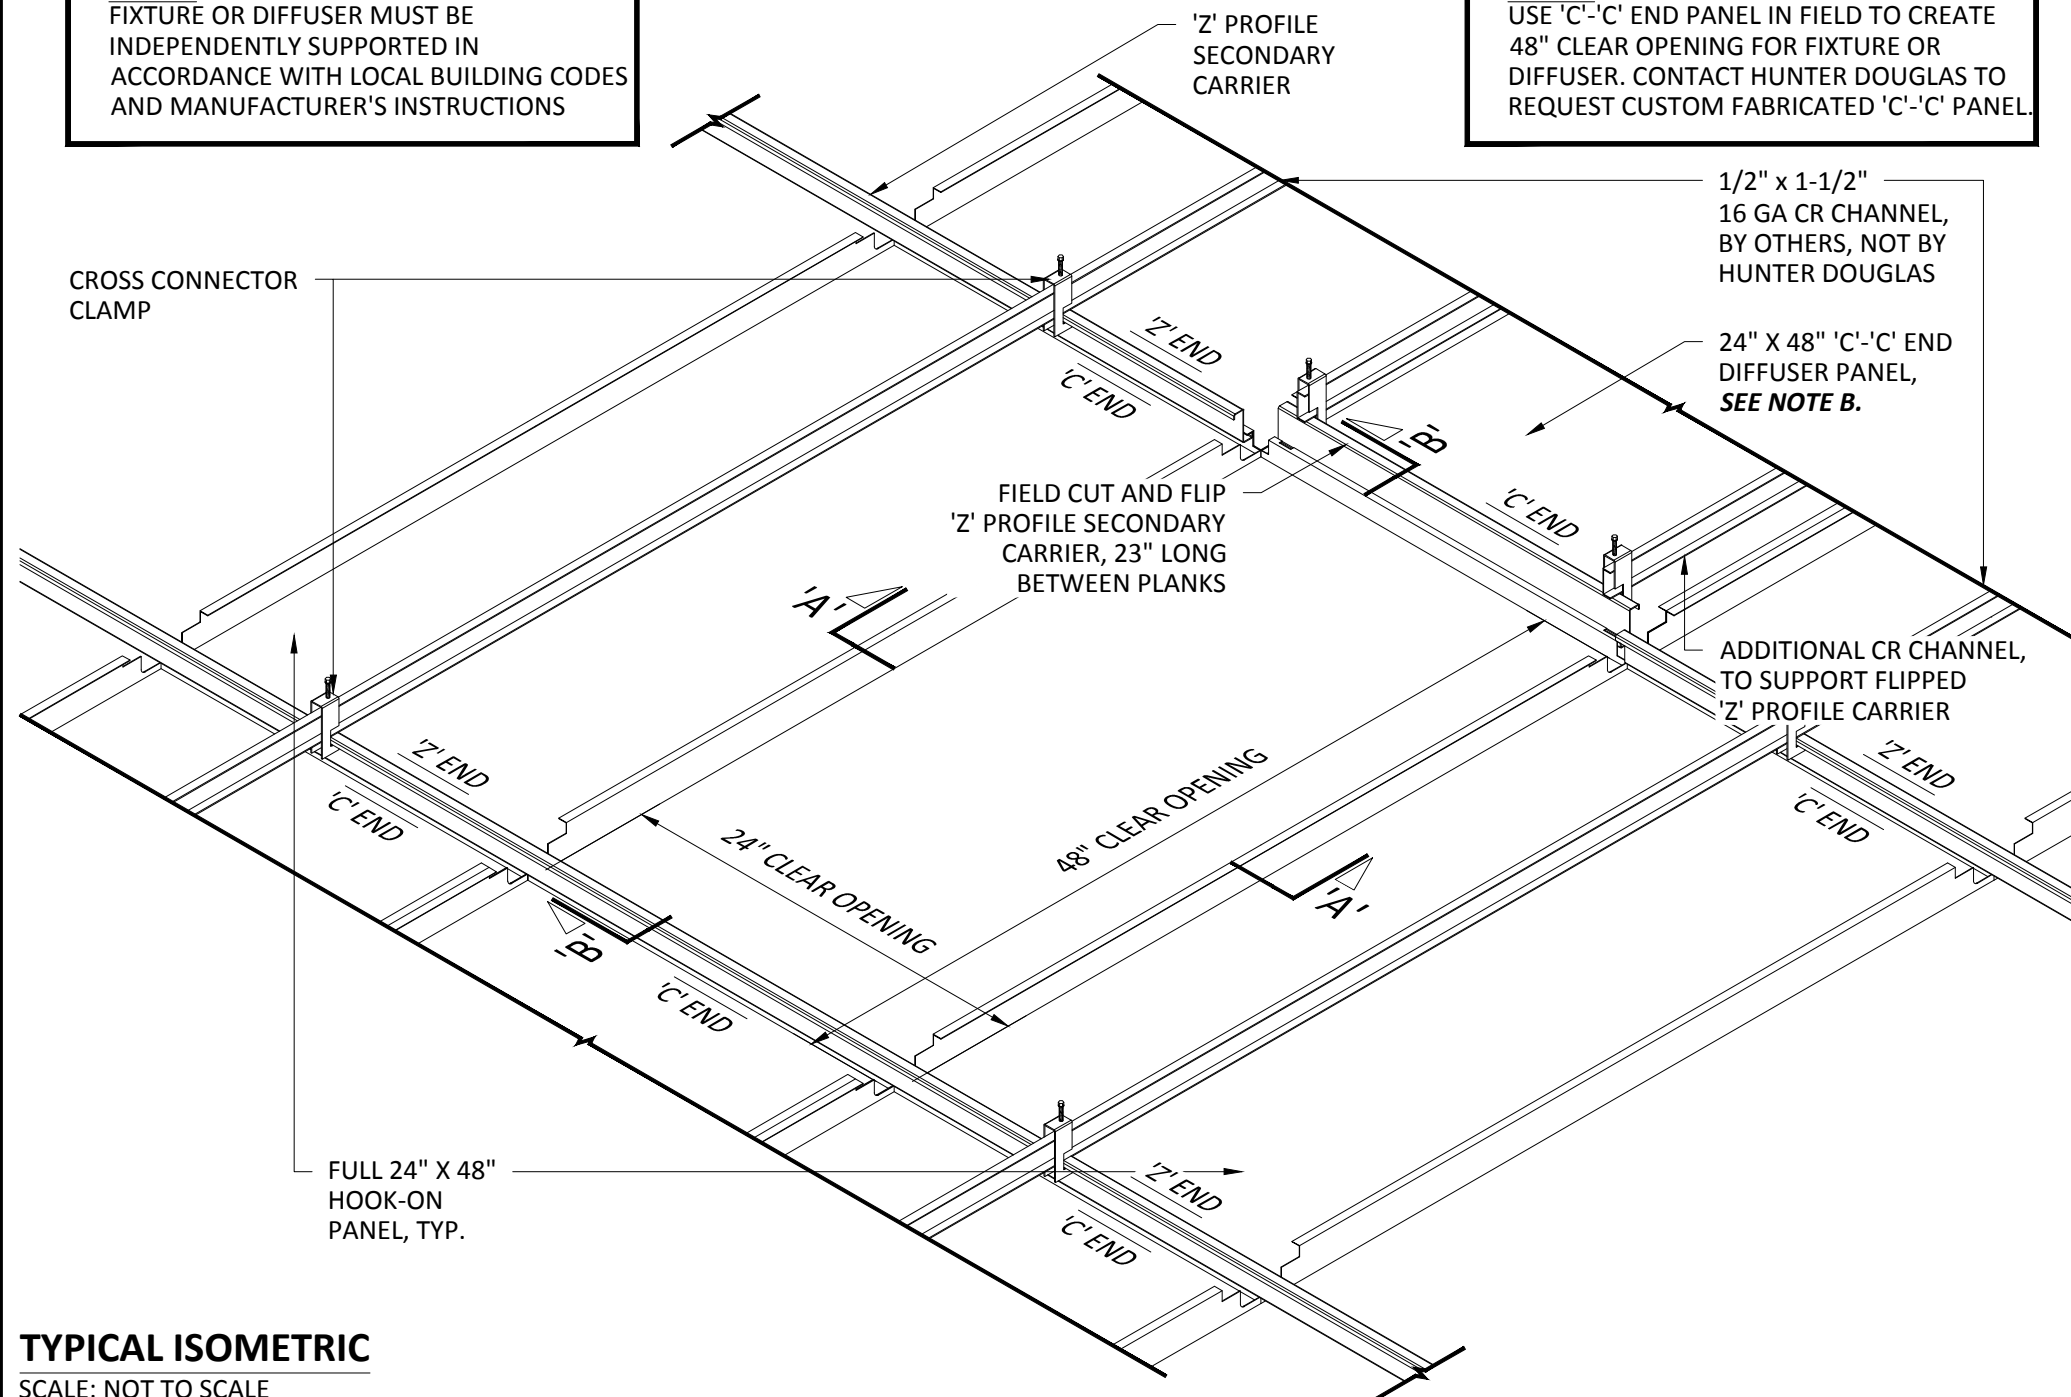 FIXTURE OR DIFFUSER MUST BE
INDEPENDENTLY SUPPORTED IN
ACCORDANCE WITH LOCAL BUILDING CODES
AND MANUFACTURER'S INSTRUCTIONS
'Z' PROFILE
SECONDARY
CARRIER
USE 'C'-'C' END PANEL IN FIELD TO CREATE
48" CLEAR OPENING FOR FIXTURE OR
DIFFUSER. CONTACT HUNTER DOUGLAS TO
REQUEST CUSTOM FABRICATED 'C'-'C' PANEL.
1/2" x 1-1/2"
16 GA CR CHANNEL,
BY OTHERS, NOT BY
HUNTER DOUGLAS
CROSS CONNECTOR
CLAMP
'Z' END
'C' END
24" X 48" 'C'-'C' END
DIFFUSER PANEL,
SEE NOTE B.
'B'
FIELD CUT AND FLIP
'Z' PROFILE SECONDARY
CARRIER, 23" LONG
BETWEEN PLANKS
'C' END
'A'
ADDITIONAL CR CHANNEL,
TO SUPPORT FLIPPED
'Z' PROFILE CARRIER
'Z' END
'C' END
'Z' END
'C' END
24" CLEAR OPENING
48" CLEAR OPENING
'A'
'B'
'C' END
FULL 24" X 48"
HOOK-ON
PANEL, TYP.
'Z' END
'C' END
TYPICAL ISOMETRIC
SCALE: NOT TO SCALE